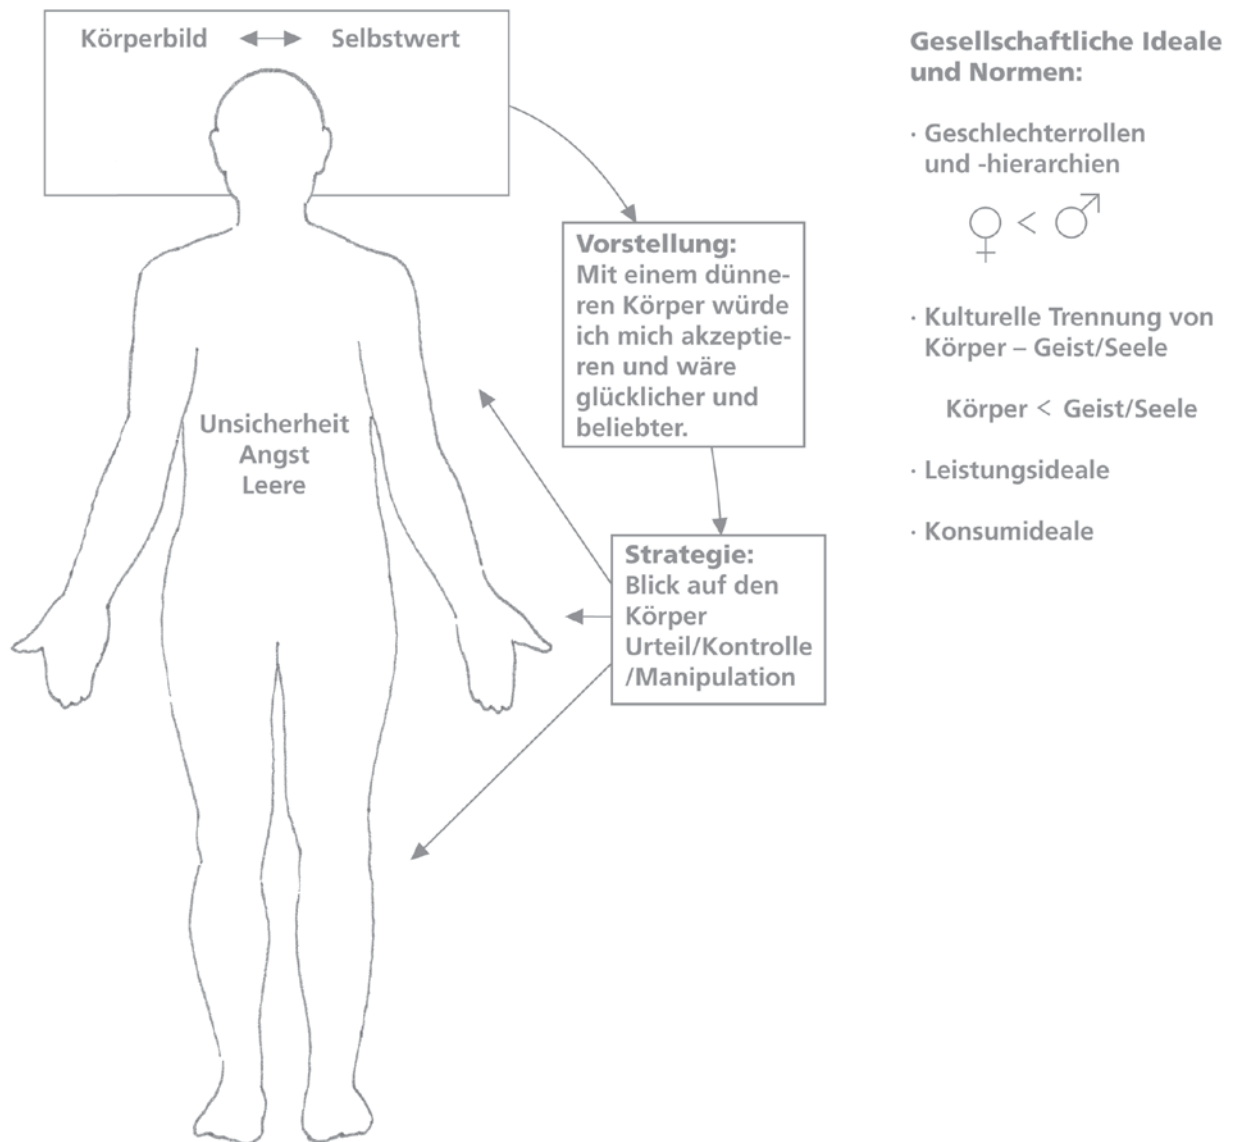 Körperbild Selbstwert
Unsicherheit
Angst
Leere
Vorstellung:
Mit einem dünne-
ren Körper würde
ich mich akzeptie-
ren und wäre
glücklicher und
beliebter.
Strategie:
Blick auf den
Körper
Urteil/Kontrolle
/Manipulation
Gesellschaftliche Ideale
und Normen:
· Geschlechterrollen
und -hierarchien
♀ < ♂
· Kulturelle Trennung von
Körper – Geist/Seele
Körper < Geist/Seele
· Leistungsideale
· Konsumideale